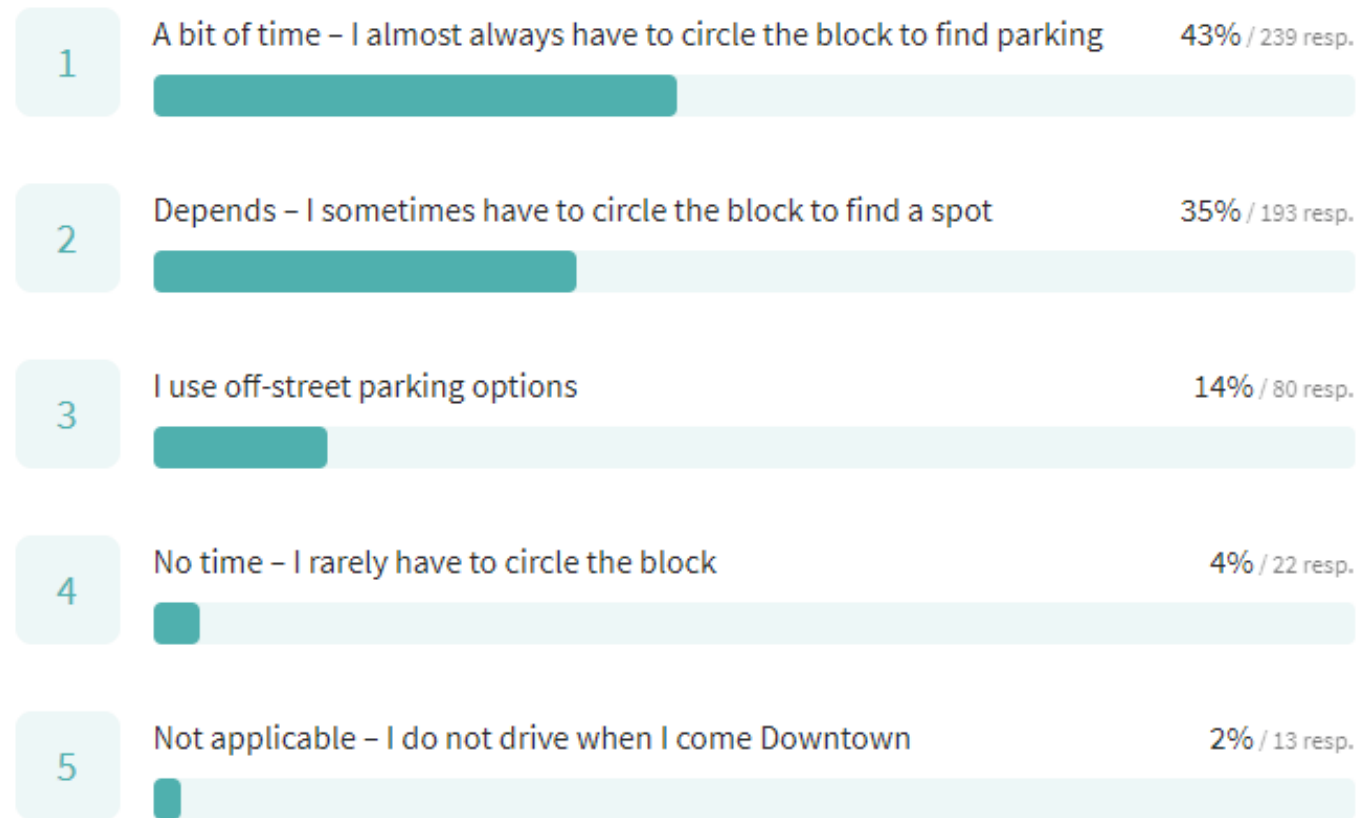 1
A bit of time – I almost always have to circle the block to find parking 43% / 239 resp.
2
Depends – I sometimes have to circle the block to find a spot 35% / 193 resp.
3
I use off-street parking options 14% / 80 resp.
4
No time – I rarely have to circle the block 4% / 22 resp.
5
Not applicable – I do not drive when I come Downtown 2% / 13 resp.